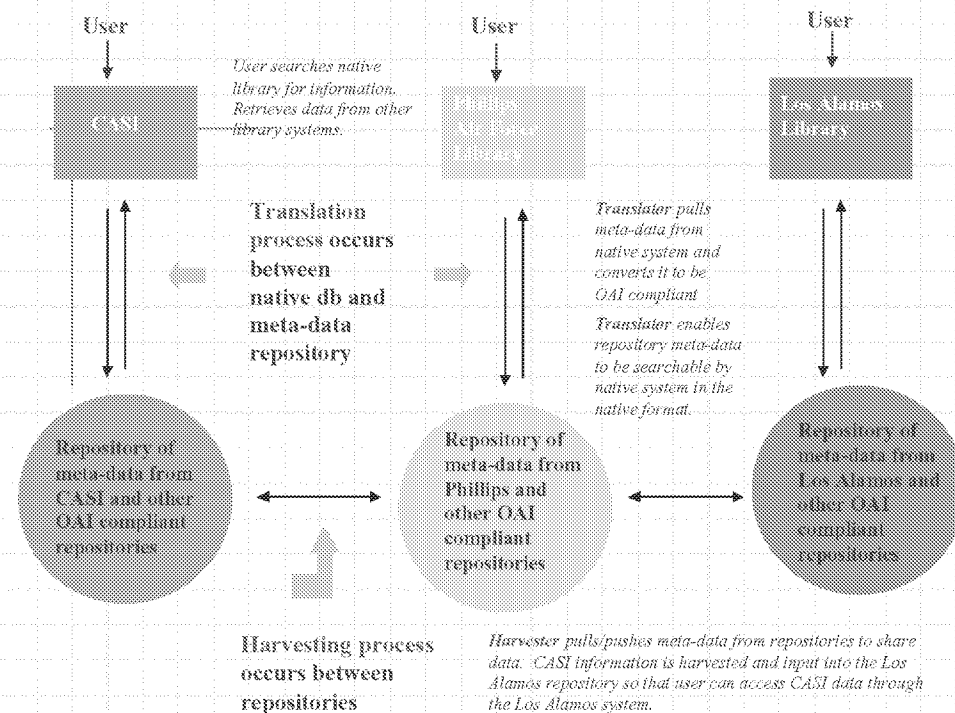 User
User
User
User searches native
library for information.
Retrieves data from other
library systems.
CASI
Phillips
Air Force
Library
Los Alamos
Library
Translation
process occurs
between
native db and
meta-data
repository
Translator pulls
meta-data from
native system and
converts it to be
OAI compliant
Translator enables
repository meta-data
to be searchable by
native system in the
native format.
Repository of
meta-data from
CASI and other
OAI compliant
repositories
Repository of
meta-data from
Phillips and
other OAI
compliant
repositories
Repository of
meta-data from
Los Alamos and
other OAI
compliant
repositories
Harvesting process
occurs between
repositories
Harvester pulls/pushes meta-data from repositories to share
data. CASI information is harvested and input into the Los
Alamos repository so that user can access CASI data through
the Los Alamos system.